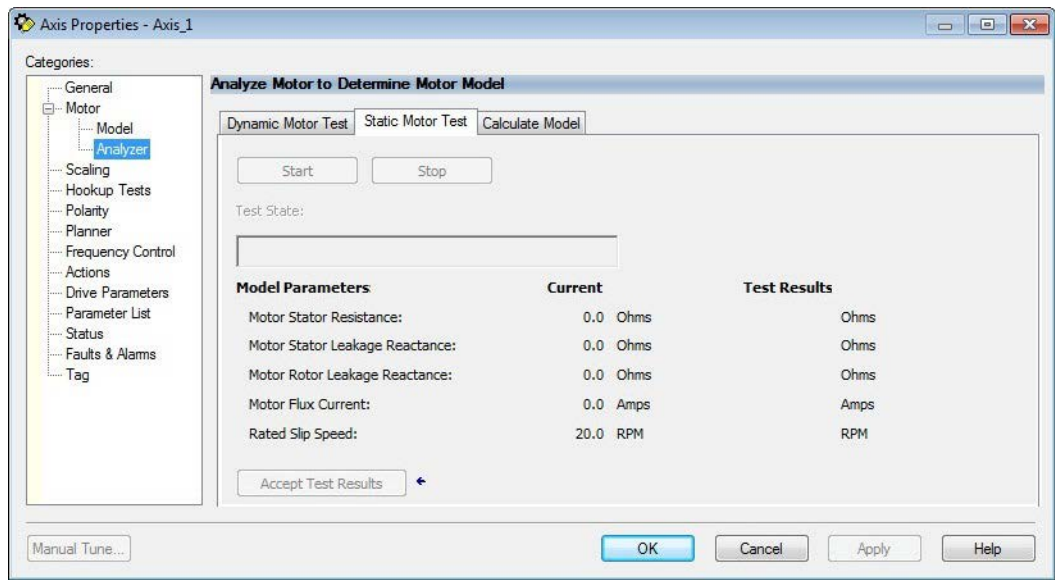 Axis Properties - Axis_1
Categories:
General
Motor
Model
Analyzer
Scaling
Hookup Tests
Polarity
Planner
Frequency Control
Actions
Drive Parameters
Parameter List
Status
Faults & Alarms
Tag
Analyze Motor to Determine Motor Model
Dynamic Motor Test Static Motor Test Calculate Model
Start Stop
Test State:
Model Parameters Current Test Results
Motor Stator Resistance: 0.0 Ohms Ohms
Motor Stator Leakage Reactance: 0.0 Ohms Ohms
Motor Rotor Leakage Reactance: 0.0 Ohms Ohms
Motor Flux Current: 0.0 Amps Amps
Rated Slip Speed: 20.0 RPM RPM
Accept Test Results
Manual Tune... OK Cancel Apply Help